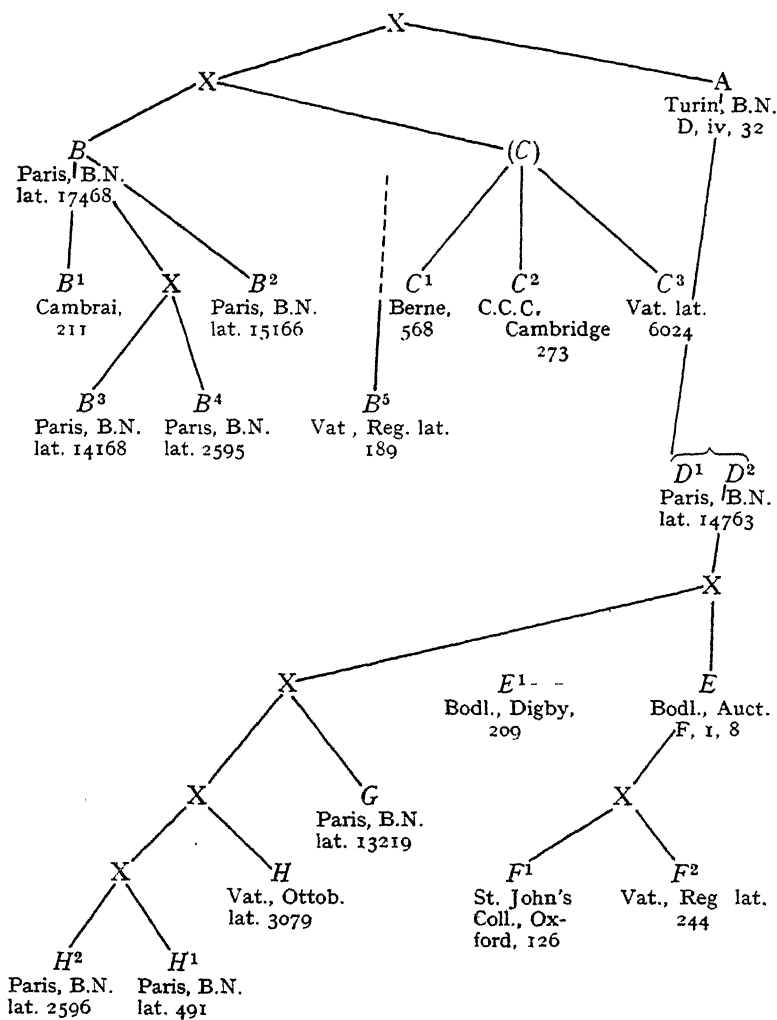 X
X
A
Turin, B.N.
D, iv, 32
B
Paris, B.N.
lat. 17468
(C)
B¹
Cambrai,
211
X
B²
Paris, B.N.
lat. 15166
C¹
Berne,
568
C²
C.C.C.
Cambridge
273
C³
Vat. lat.
6024
B³
Paris, B.N.
lat. 14168
B⁴
Paris, B.N.
lat. 2595
B⁵
Vat, Reg. lat.
189
D¹ D²
Paris, B.N.
lat. 14763
X
X
E¹
Bodl., Digby,
209
E
Bodl., Auct.
F, 1, 8
X
G
Paris, B.N.
lat. 13219
X
X
H
Vat., Ottob.
lat. 3079
F¹
St. John's
Coll., Ox-
ford, 126
F²
Vat., Reg lat.
244
H²
Paris, B.N.
lat. 2596
H¹
Paris, B.N.
lat. 491